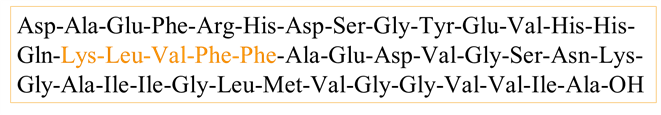 Asp-Ala-Glu-Phe-Arg-His-Asp-Ser-Gly-Tyr-Glu-Val-His-His-
Gln-Lys-Leu-Val-Phe-Phe-Ala-Glu-Asp-Val-Gly-Ser-Asn-Lys-
Gly-Ala-Ile-Ile-Gly-Leu-Met-Val-Gly-Gly-Val-Val-Ile-Ala-OH